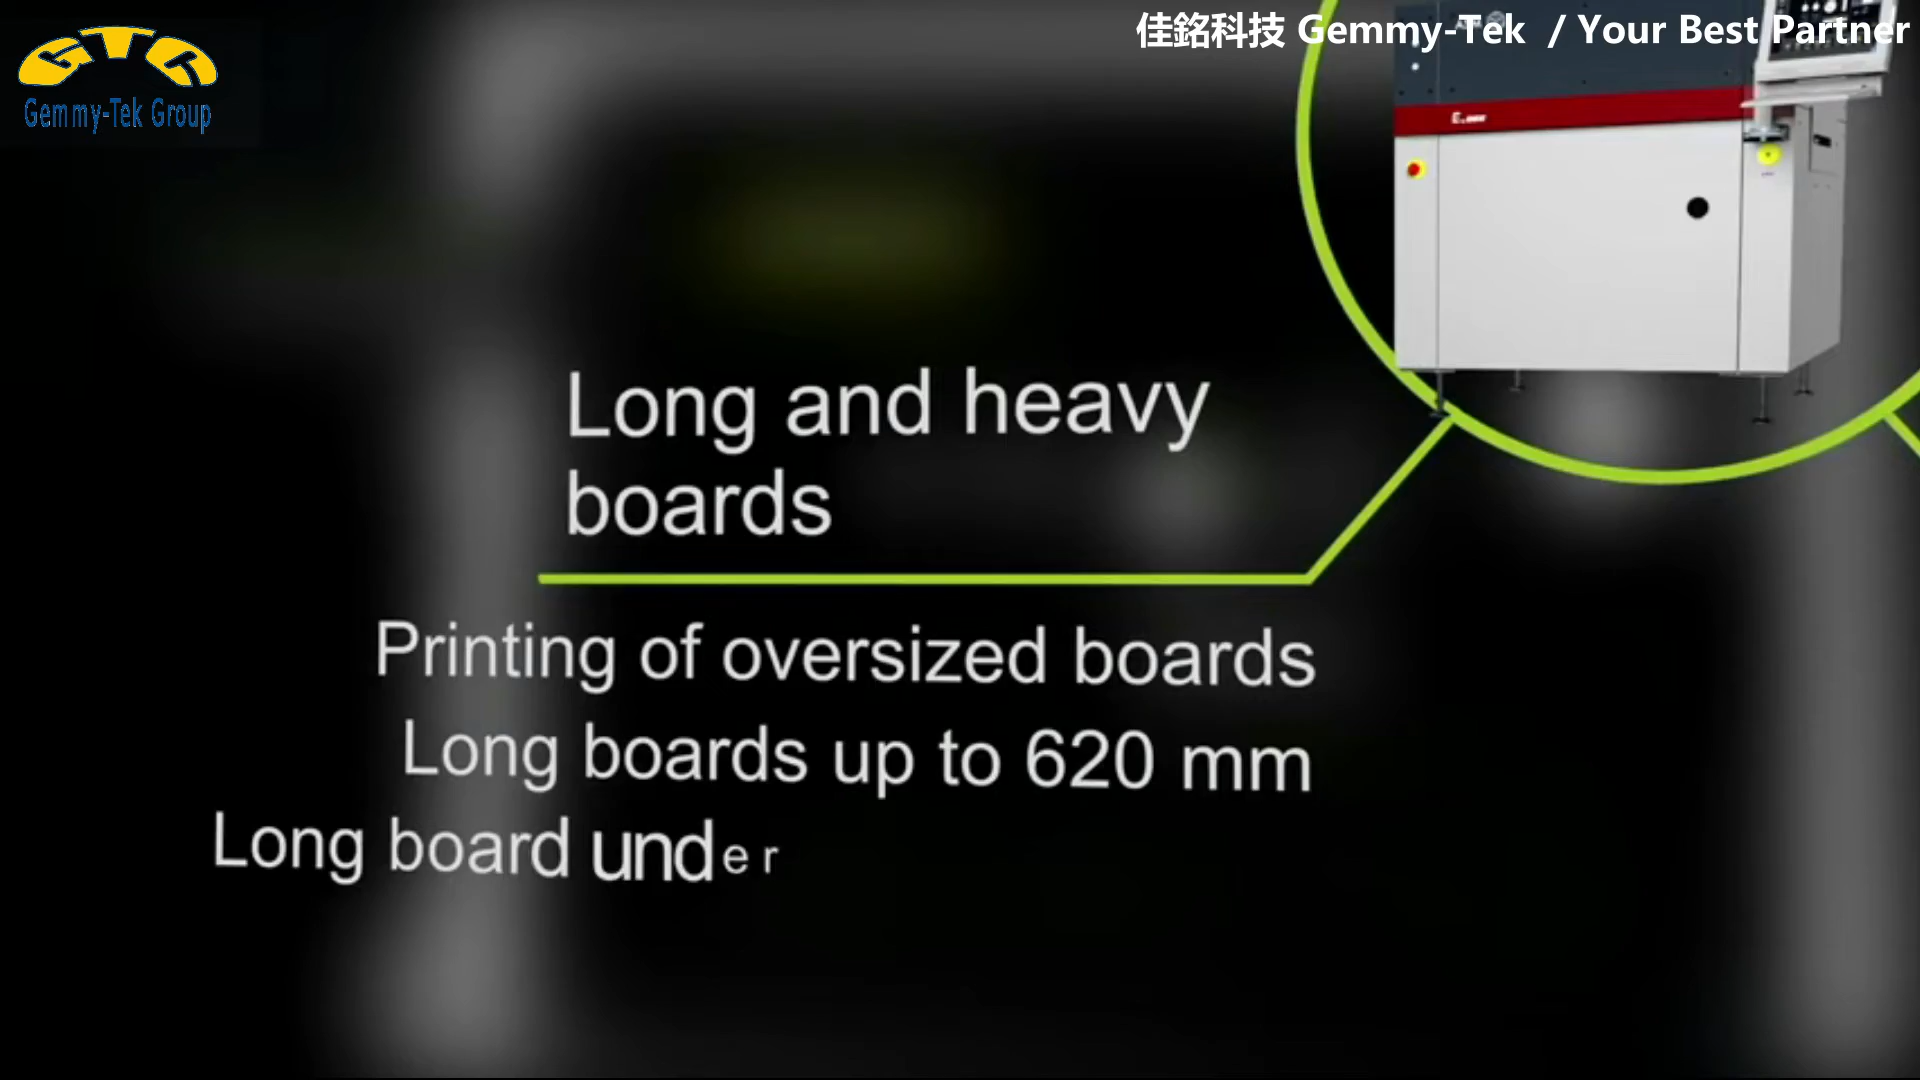 佳銘科技 Gemmy-Tek / Your Best Partner
GTG
Gemmy-Tek Group
Long and heavy
boards
Printing of oversized boards
Long boards up to 620 mm
Long board under